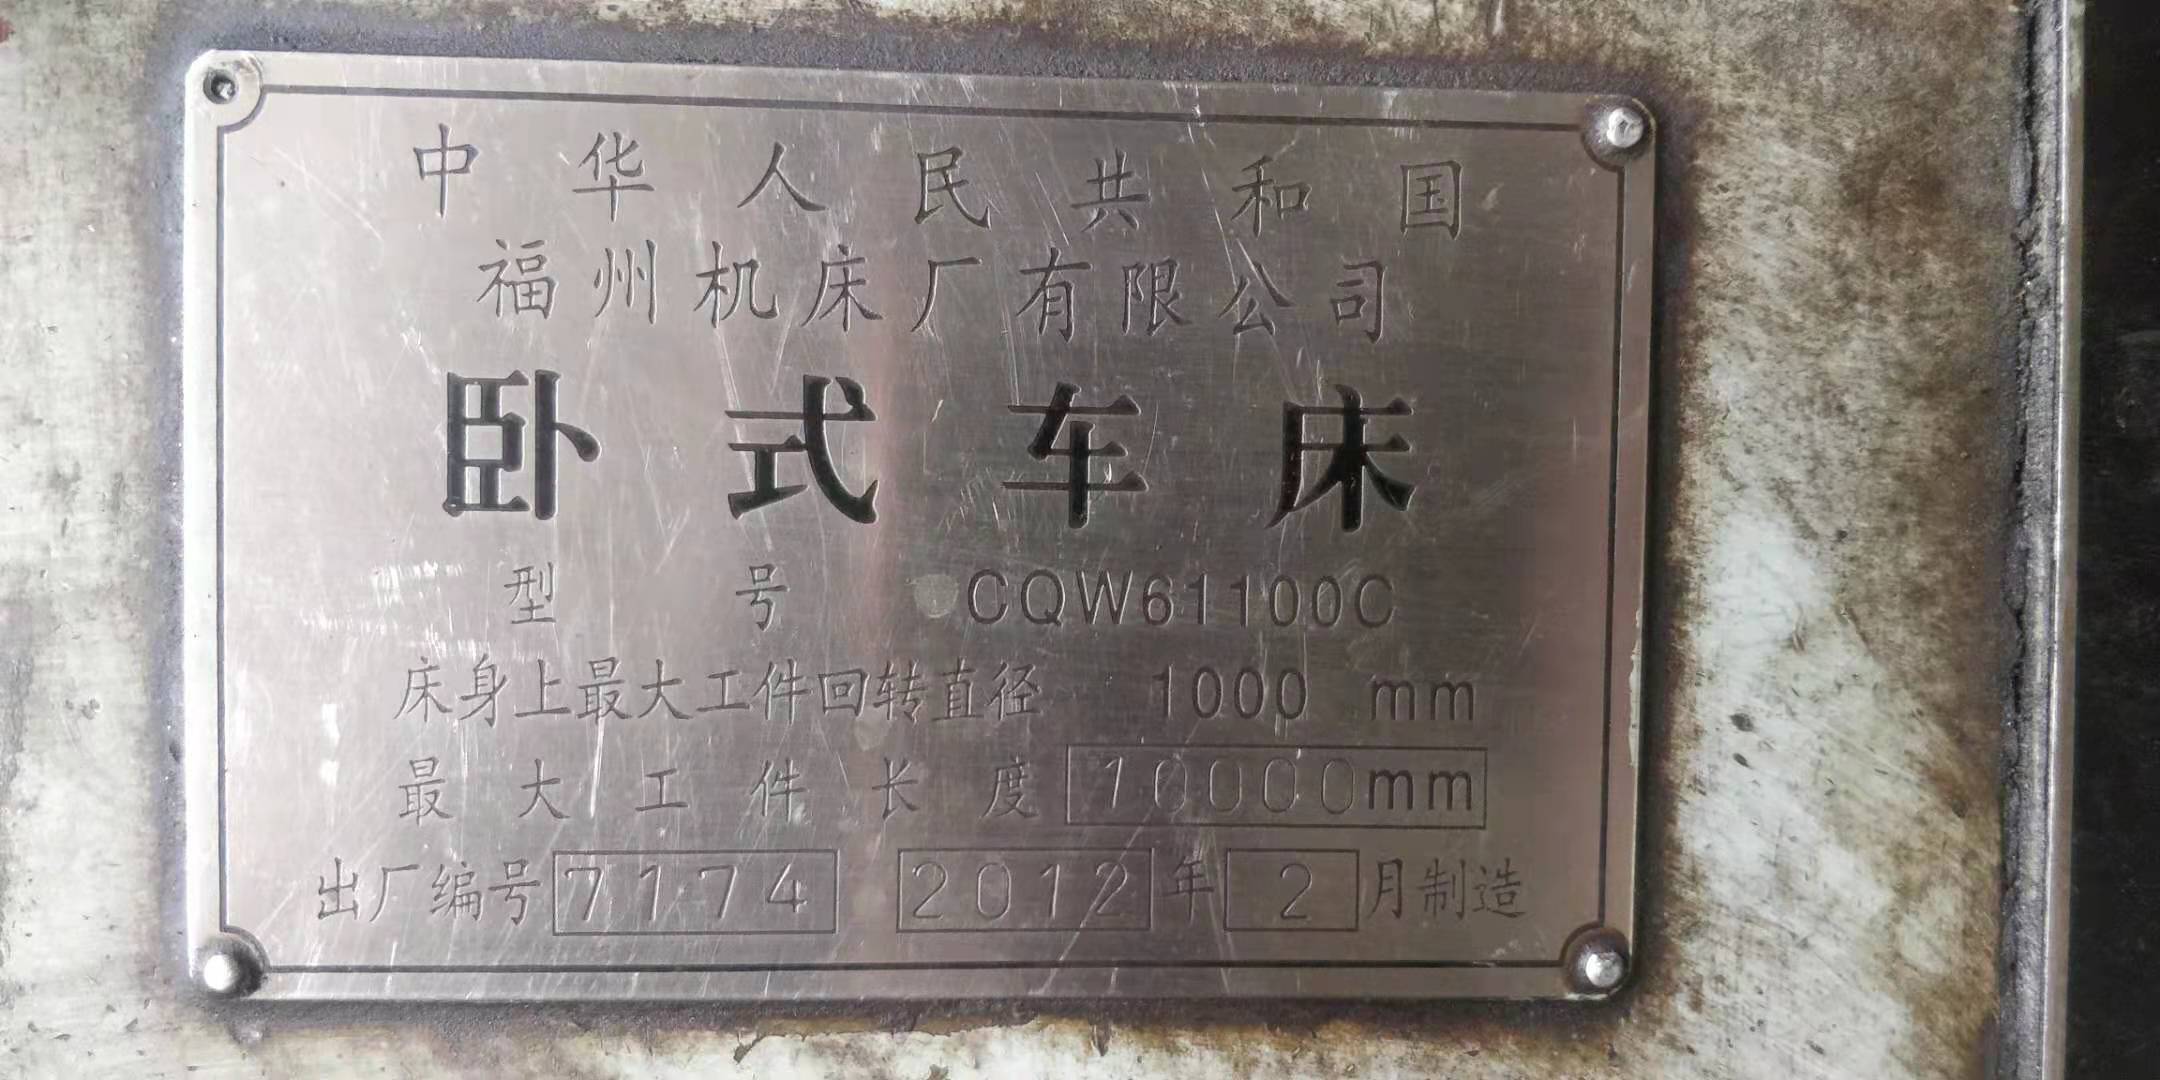 中华人民共和国
福州机床厂有限公司
卧式车床
型号 CQW61100C
床身上最大工件回转直径 1000 mm
最大工件长度 10000mm
出厂编号 7174 2012年2月制造